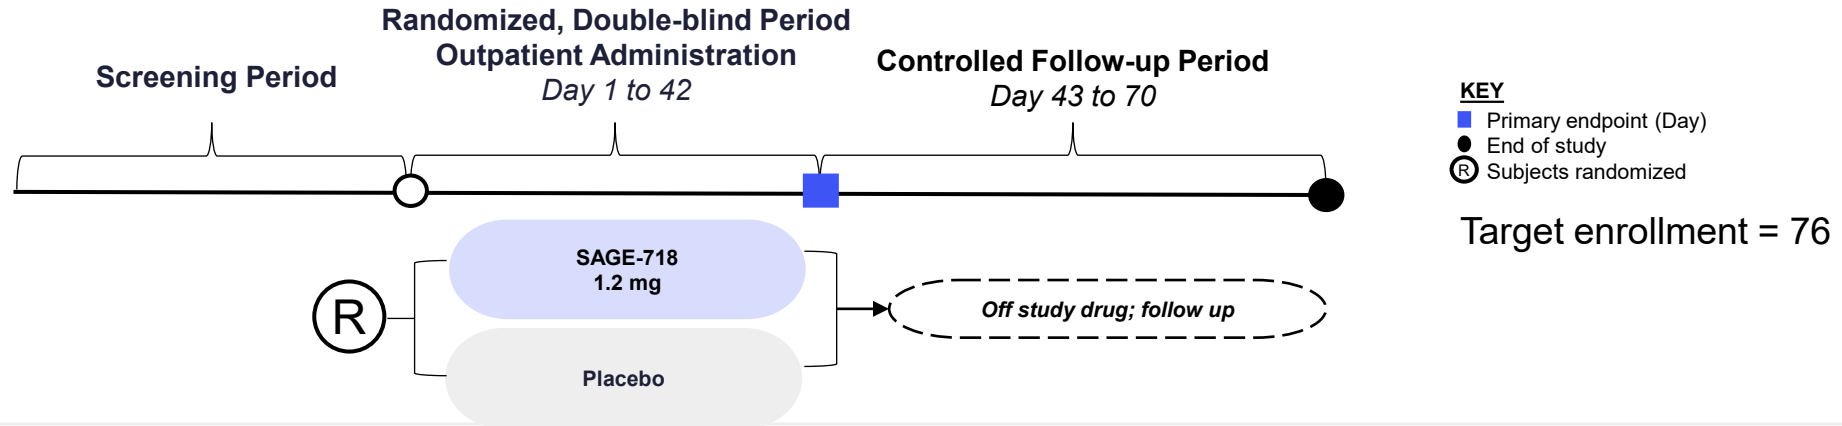 Screening Period
Randomized, Double-blind Period
Outpatient Administration
Day 1 to 42
Controlled Follow-up Period
Day 43 to 70
KEY
Primary endpoint (Day)
End of study
R Subjects randomized
Target enrollment = 76
R
SAGE-718
1.2 mg
Placebo
Off study drug; follow up